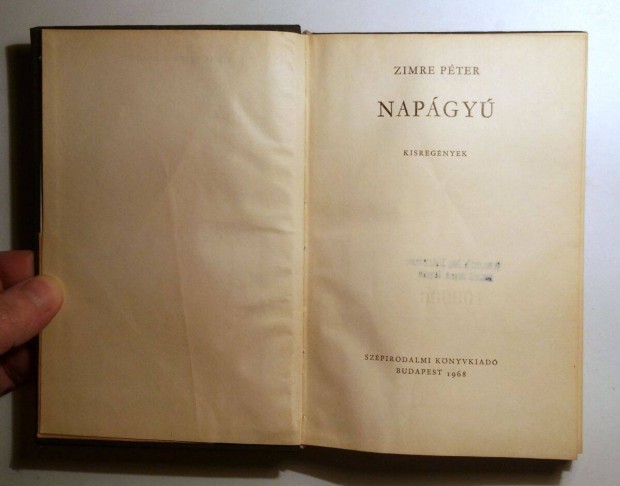 ZIMRE PÉTER
NAPÁGYÚ
KISREGÉNYEK
SZÉPIRODALMI KÖNYVKIADÓ
BUDAPEST 1968